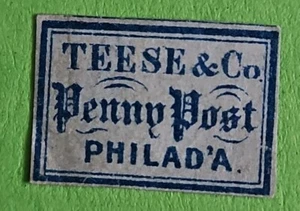 TEESE & Co.
Penny Post
PHILAD'A.